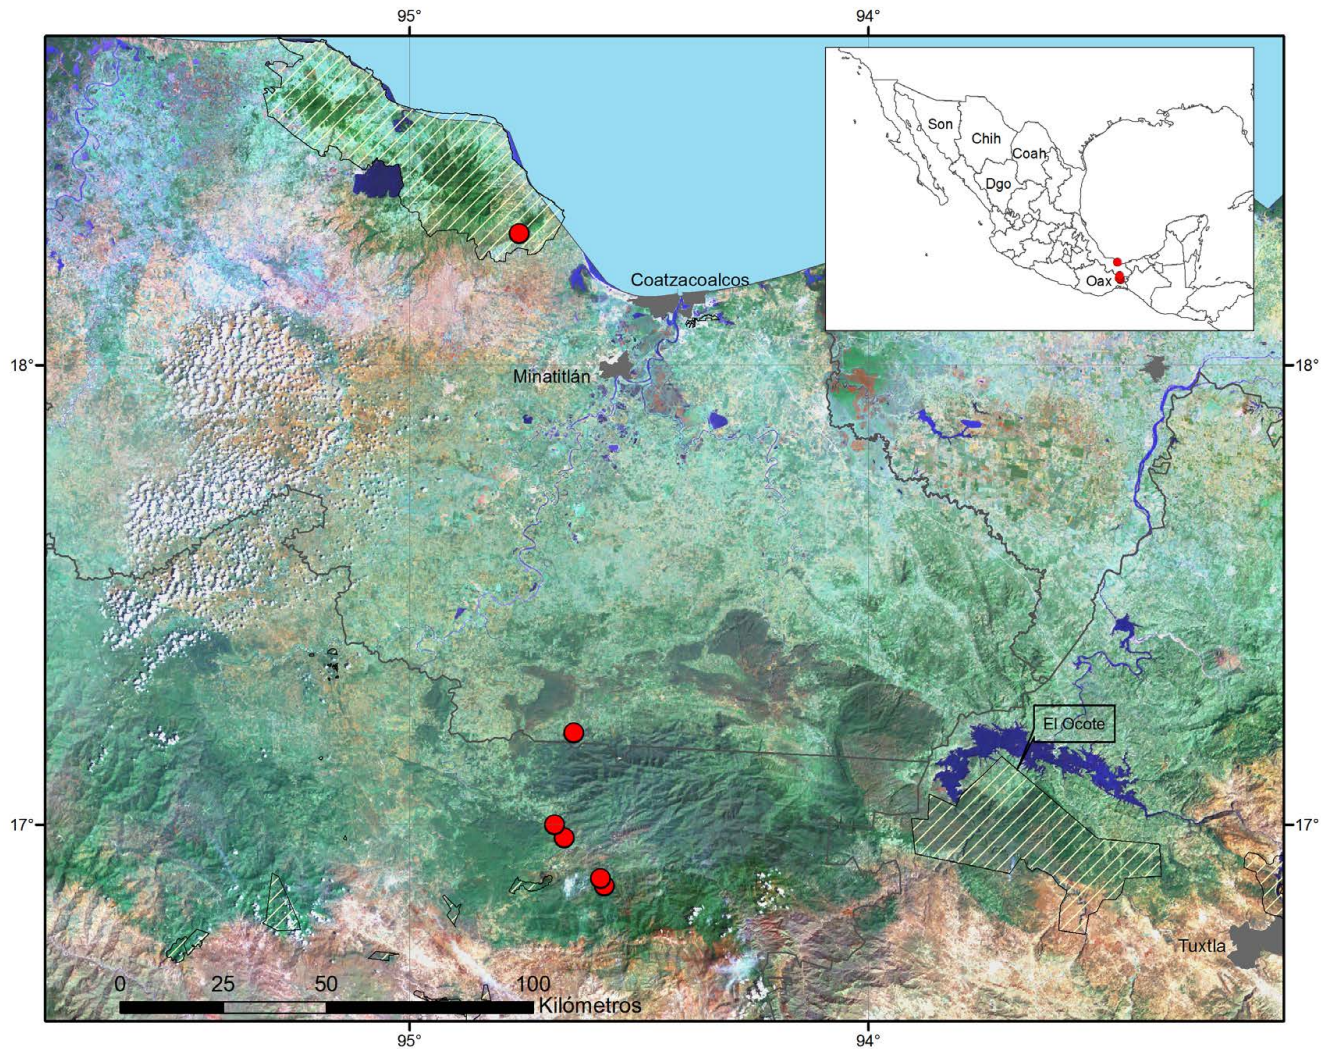 95°
94°
Son
Chih
Coah
Dgo
Oax
Coatzacoalcos
18°
18°
Minatitlán
El Ocote
17°
17°
Tuxtla
0
25
50
100
Kilómetros
95°
94°